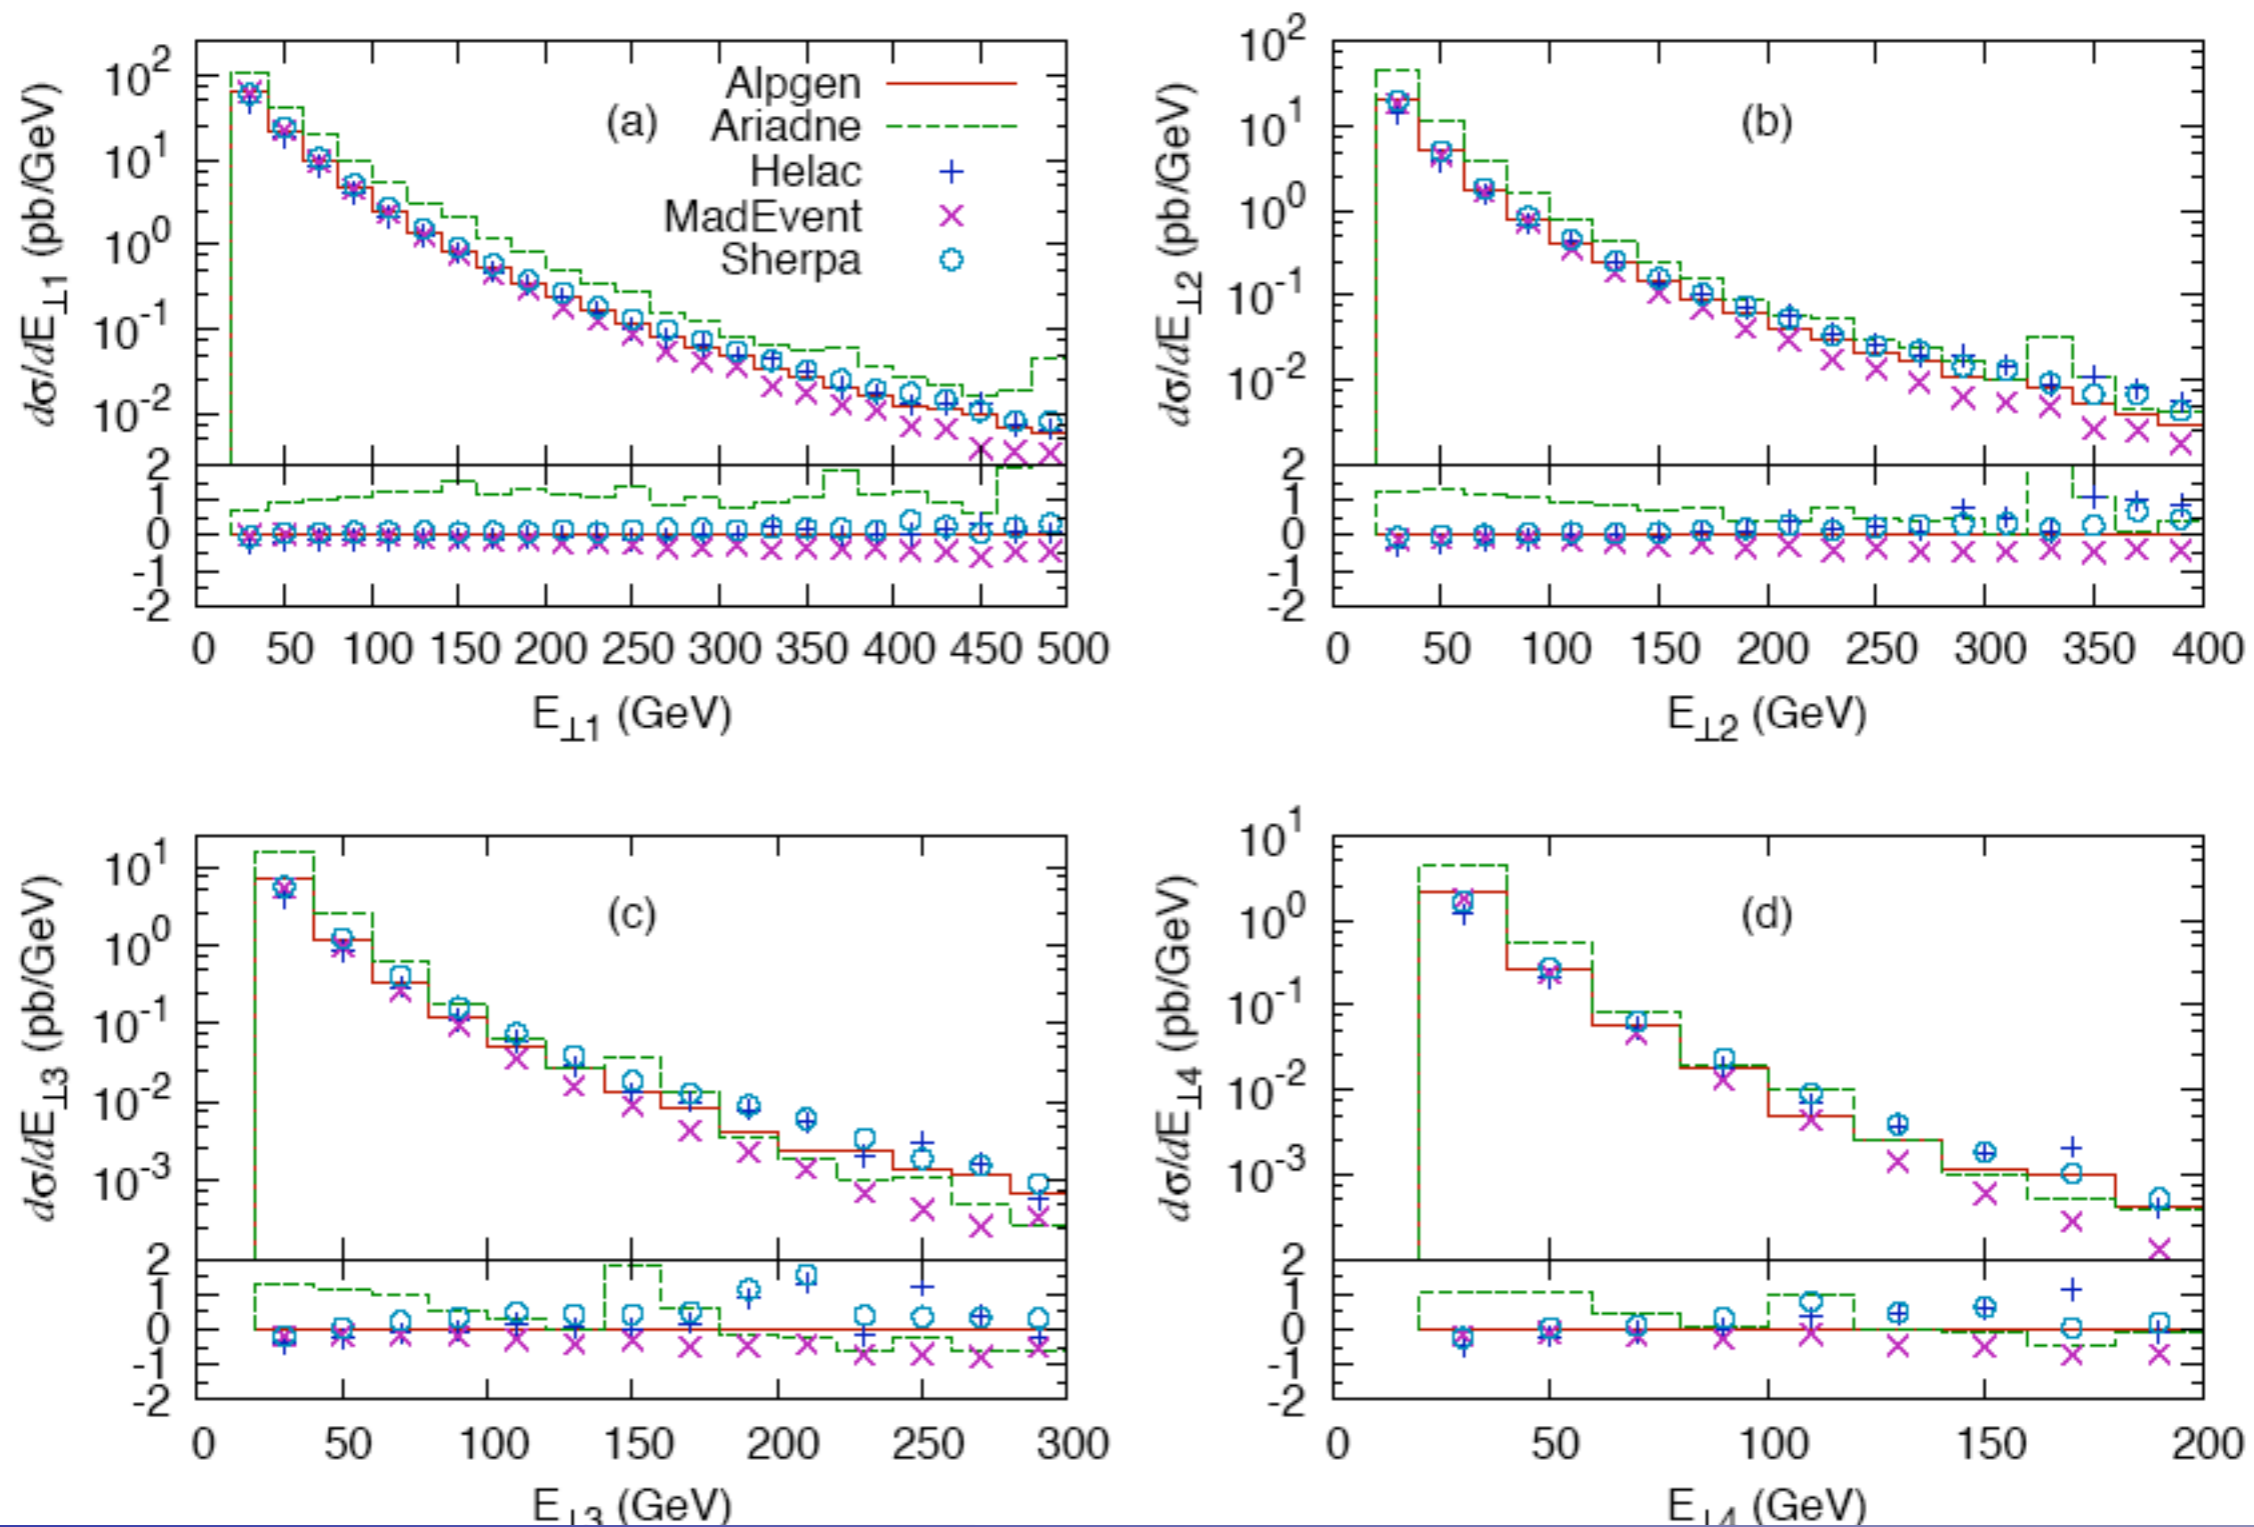 10^2
10^1
10^0
10^-1
10^-2
dσ/dE⊥1 (pb/GeV)
(a)
Alpgen
Ariadne
Helac
MadEvent
Sherpa
2
1
0
-1
-2
0 50 100 150 200 250 300 350 400 450 500
E⊥1 (GeV)
10^2
10^1
10^0
10^-1
10^-2
dσ/dE⊥2 (pb/GeV)
(b)
2
1
0
-1
-2
0 50 100 150 200 250 300 350 400
E⊥2 (GeV)
10^1
10^0
10^-1
10^-2
10^-3
dσ/dE⊥3 (pb/GeV)
(c)
2
1
0
-1
-2
0 50 100 150 200 250 300
E⊥3 (GeV)
10^1
10^0
10^-1
10^-2
10^-3
dσ/dE⊥4 (pb/GeV)
(d)
2
1
0
-1
-2
0 50 100 150 200
E⊥4 (GeV)